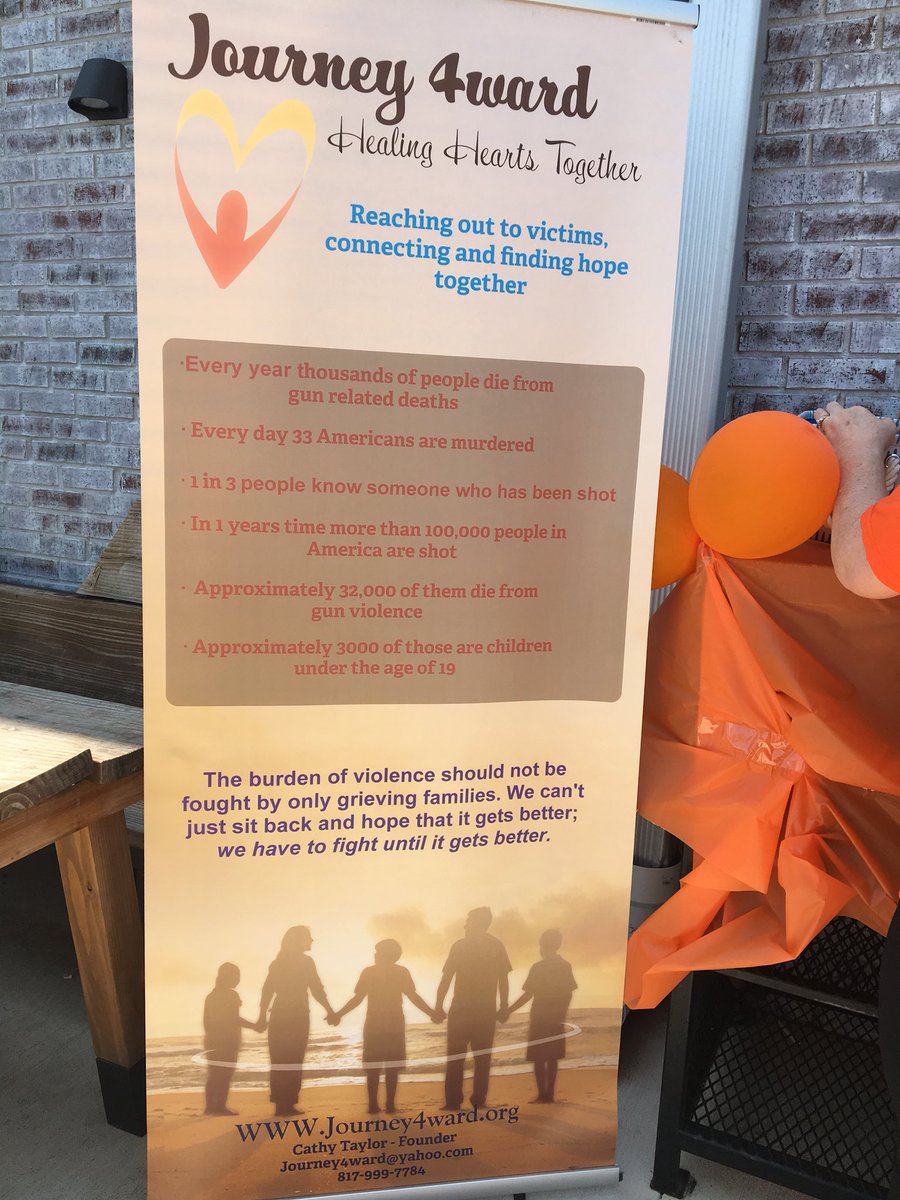 Journey 4ward
Healing Hearts Together
Reaching out to victims,
connecting and finding hope
together
·Every year thousands of people die from
gun related deaths
· Every day 33 Americans are murdered
· 1 in 3 people know someone who has been shot
· In 1 years time more than 100,000 people in
America are shot
· Approximately 32,000 of them die from
gun violence
· Approximately 3000 of those are children
under the age of 19
The burden of violence should not be
fought by only grieving families. We can't
just sit back and hope that it gets better;
we have to fight until it gets better.
WWW.Journey4ward.org
Cathy Taylor - Founder
Journey4ward@yahoo.com
817-999-7784